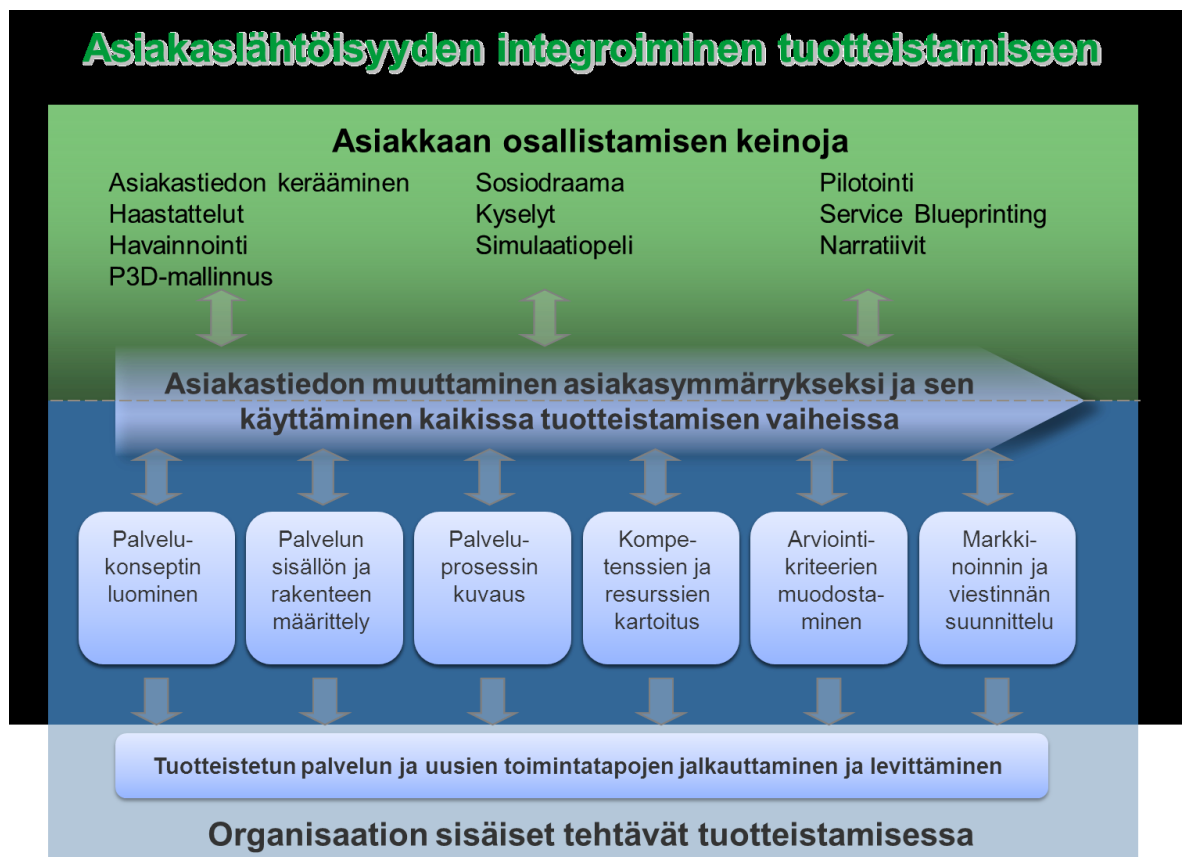 Asiakaslähtöisyyden integroiminen tuotteistamiseen
Asiakkaan osallistamisen keinoja
Asiakastiedon kerääminen
Haastattelut
Havainnointi
P3D-mallinnus
Sosiodraama
Kyselyt
Simulaatiopeli
Pilotointi
Service Blueprinting
Narratiivit
Asiakastiedon muuttaminen asiakasymmärrykseksi ja sen
käyttäminen kaikissa tuotteistamisen vaiheissa
Palvelu-
konseptin
luominen
Palvelun
sisällön ja
rakenteen
määrittely
Palvelu-
prosessin
kuvaus
Kompe-
tenssien ja
resurssien
kartoitus
Arviointi-
kriteerien
muodosta-
minen
Markki-
noinnin ja
viestinnän
suunnittelu
Tuotteistetun palvelun ja uusien toimintatapojen jalkauttaminen ja levittäminen
Organisaation sisäiset tehtävät tuotteistamisessa